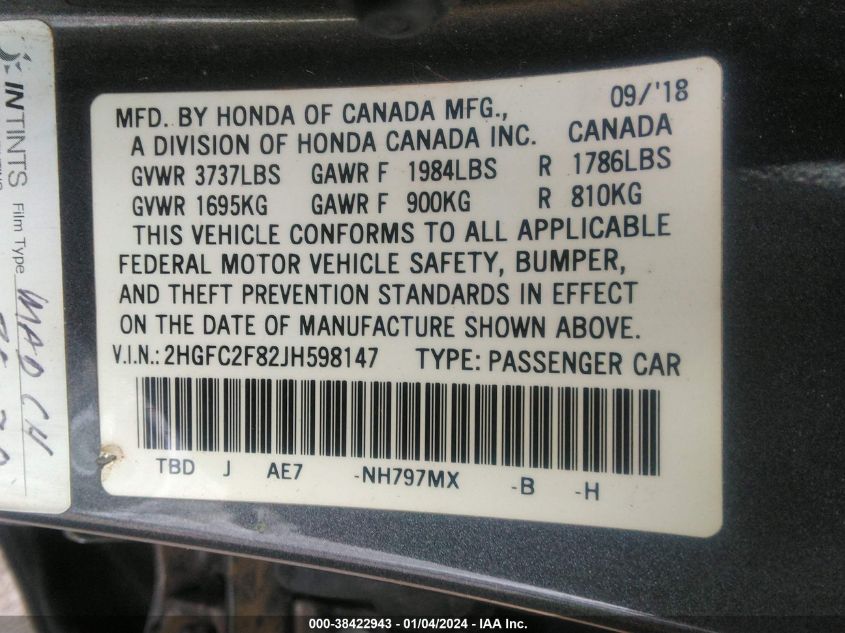 INTINTS
Film Type
MFD. BY HONDA OF CANADA MFG., 09/'18
A DIVISION OF HONDA CANADA INC. CANADA
GVWR 3737LBS GAWR F 1984LBS R 1786LBS
GVWR 1695KG GAWR F 900KG R 810KG
THIS VEHICLE CONFORMS TO ALL APPLICABLE
FEDERAL MOTOR VEHICLE SAFETY, BUMPER,
AND THEFT PREVENTION STANDARDS IN EFFECT
ON THE DATE OF MANUFACTURE SHOWN ABOVE.
V.I.N.: 2HGFC2F82JH598147 TYPE: PASSENGER CAR
TBD J AE7 -NH797MX -B -H
000-38422943 - 01/04/2024 - IAA Inc.